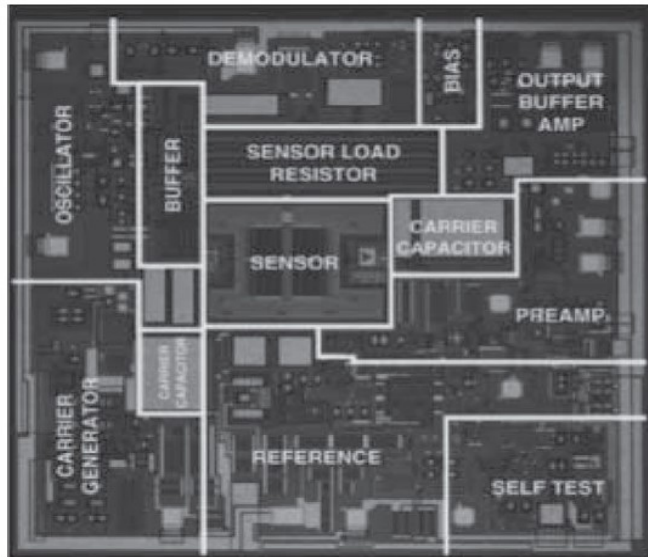 DEMODULATOR
BIAS
OUTPUT
BUFFER
AMP
OSCILLATOR
BUFFER
SENSOR LOAD
RESISTOR
CARRIER
CAPACITOR
SENSOR
PREAMP.
CARRIER
CAPACITOR
CARRIER
GENERATOR
REFERENCE
SELF TEST